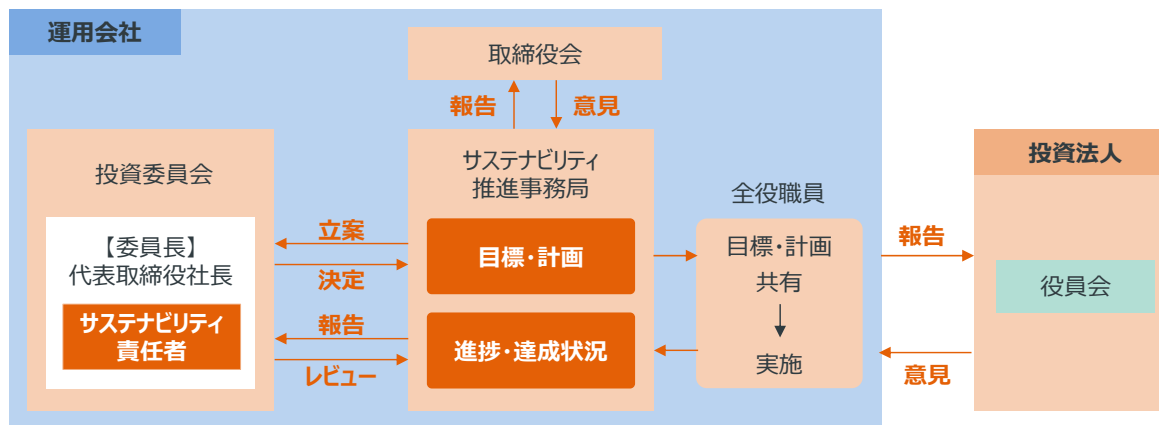 運用会社
取締役会
報告
意見
投資委員会
【委員長】
代表取締役社長
サステナビリティ
責任者
立案
決定
報告
レビュー
サステナビリティ
推進事務局
目標・計画
進捗・達成状況
全役職員
目標・計画
共有
実施
報告
意見
投資法人
役員会